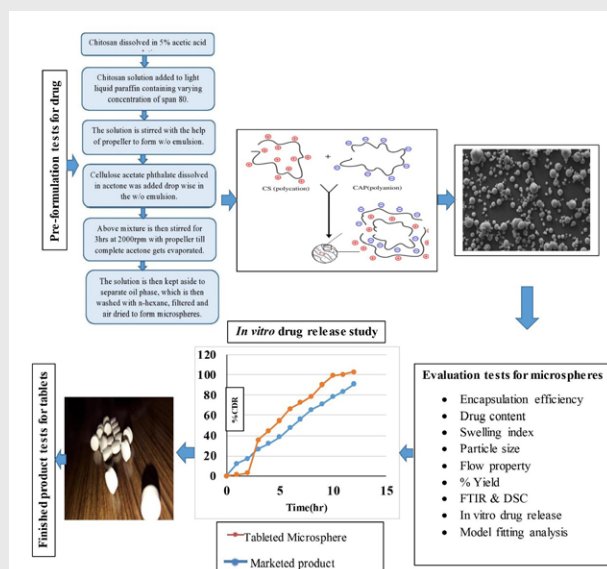 Pre-formulation tests for drug
Chitosan dissolved in 5% acetic acid
Chitosan solution added to light
liquid paraffin containing varying
concentration of span 80.
The solution is stirred with the help
of propeller to form w/o emulsion.
Cellulose acetate phthalate dissolved
in acetone was added drop wise in
the w/o emulsion.
Above mixture is then stirred for
3hrs at 2000rpm with propeller till
complete acetone gets evaporated.
The solution is then kept aside to
separate oil phase, which is then
washed with n-hexane, filtered and
air dried to form microspheres.
+
CS (polycation)
CAP(polyanion)
Evaluation tests for microspheres
• Encapsulation efficiency
• Drug content
• Swelling index
• Particle size
• Flow property
• % Yield
• FTIR & DSC
• In vitro drug release
• Model fitting analysis
In vitro drug release study
%CDR
120
100
80
60
40
20
0
0 5 10 15
Time(hr)
Tableted Microsphere
Marketed product
Finished product tests for tablets